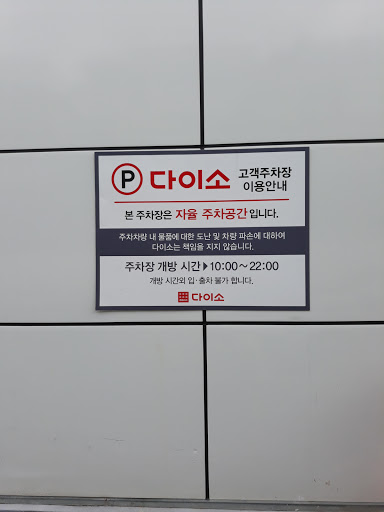 P 다이소 고객주차장
이용안내
본 주차장은 자율 주차공간 입니다.
주차차량 내 물품에 대한 도난 및 차량 파손에 대하여
다이소는 책임을 지지 않습니다.
주차장 개방 시간▶10:00~22:00
개방 시간외 입·출차 불가 합니다.
다이소